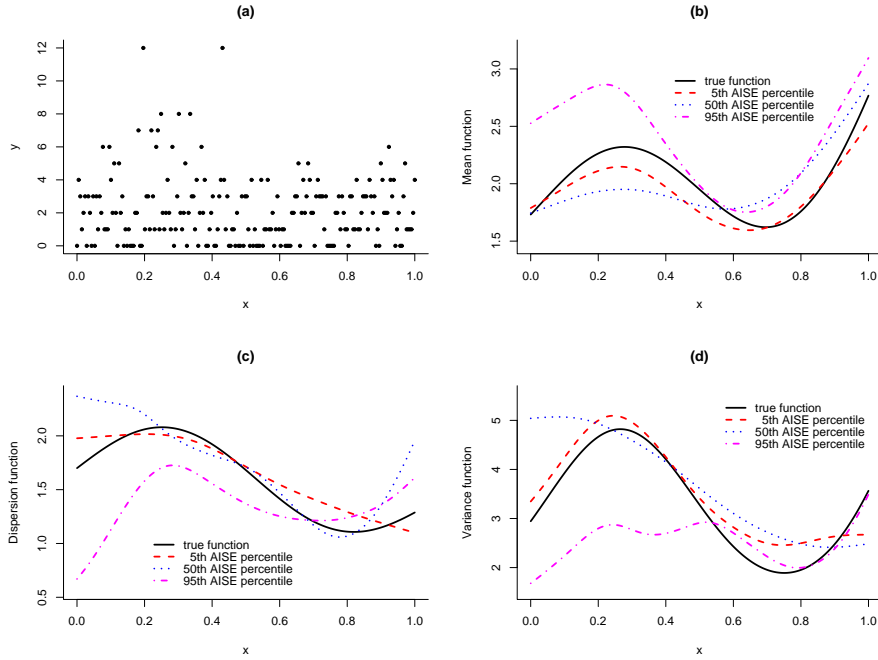 (a)
12
10
8
6
4
2
0
y
0.0 0.2 0.4 0.6 0.8 1.0
x
(b)
3.0
2.5
2.0
1.5
Mean function
true function
5th AISE percentile
50th AISE percentile
95th AISE percentile
0.0 0.2 0.4 0.6 0.8 1.0
x
(c)
2.0
1.5
1.0
0.5
Dispersion function
true function
5th AISE percentile
50th AISE percentile
95th AISE percentile
0.0 0.2 0.4 0.6 0.8 1.0
x
(d)
5
4
3
2
Variance function
true function
5th AISE percentile
50th AISE percentile
95th AISE percentile
0.0 0.2 0.4 0.6 0.8 1.0
x